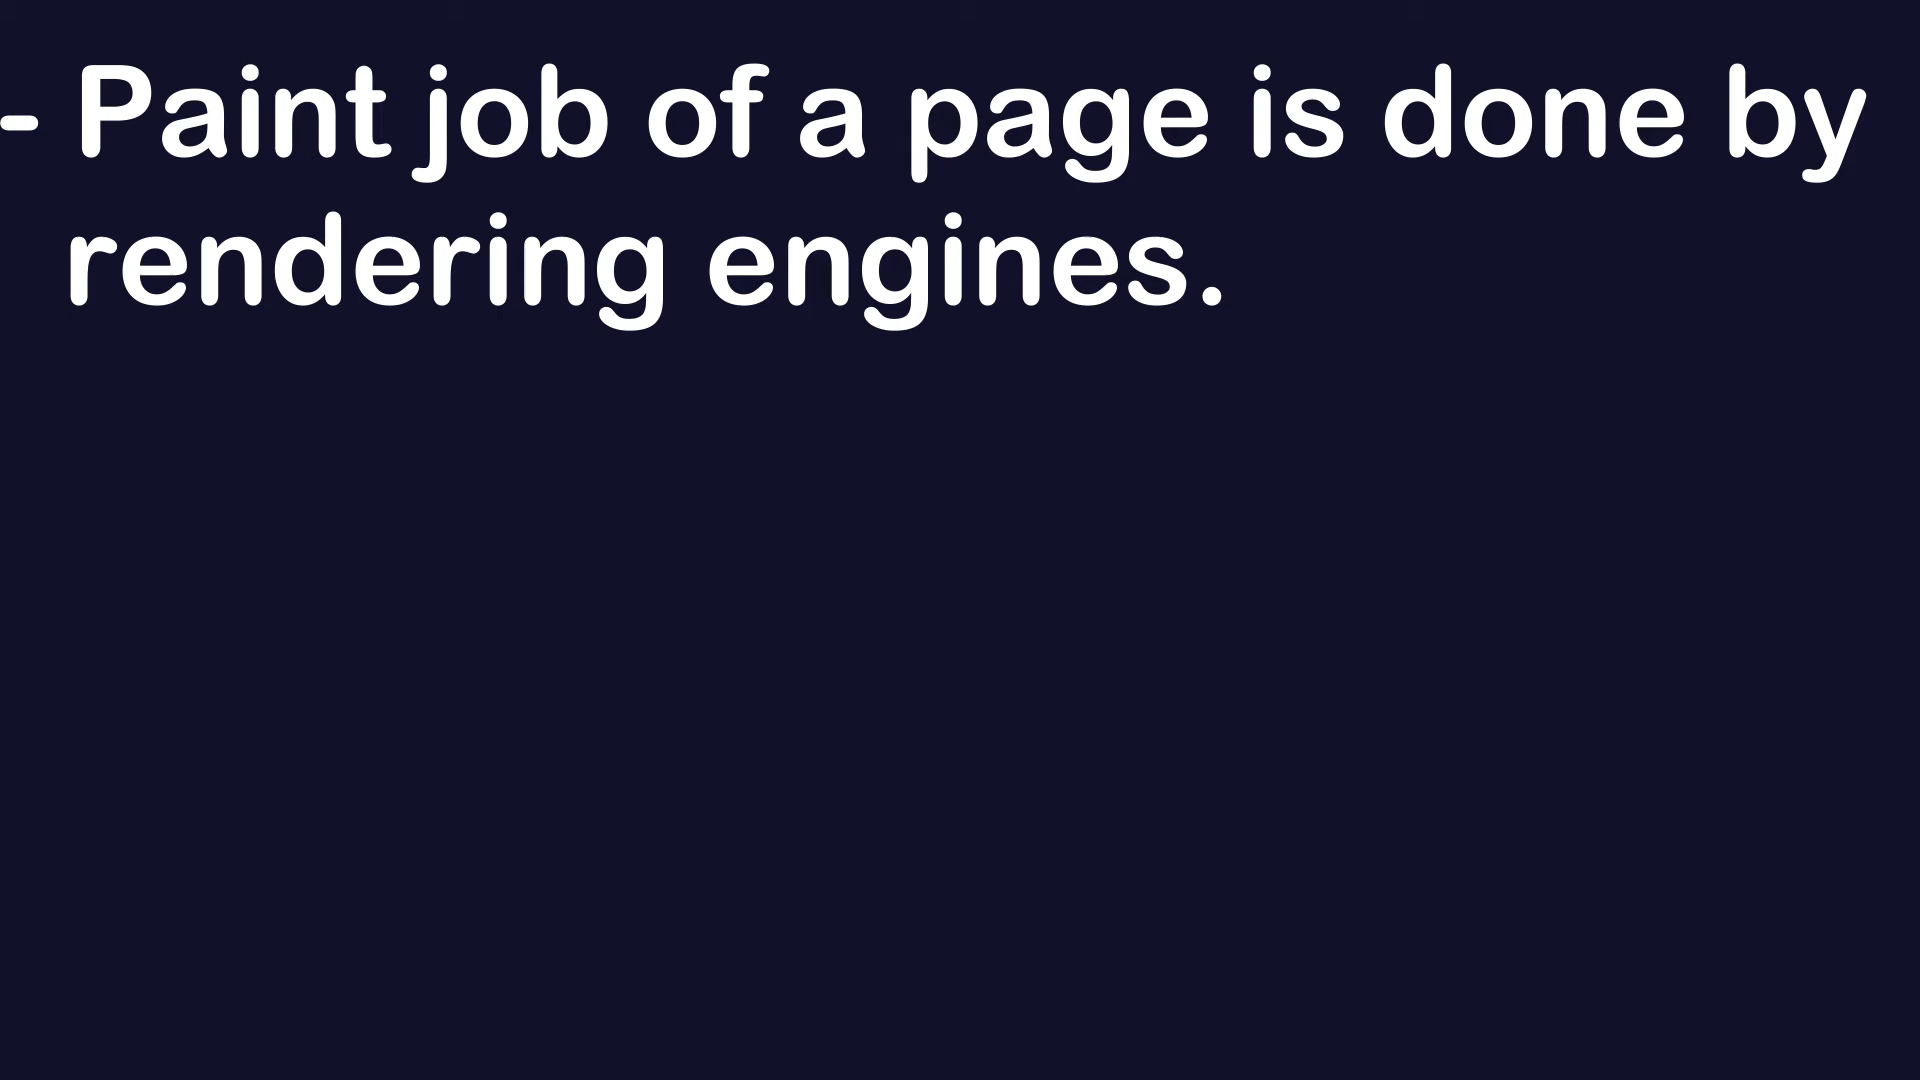 - Paint job of a page is done by
rendering engines.